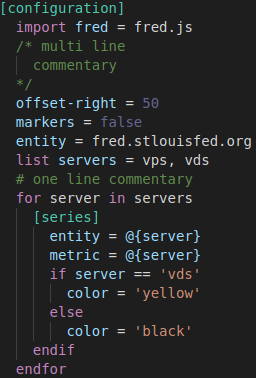 [configuration]
  import fred = fred.js
  /* multi line
    commentary
  */
  offset-right = 50
  markers = false
  entity = fred.stlouisfed.org
  list servers = vps, vds
  # one line commentary
  for server in servers
    [series]
      entity = @{server}
      metric = @{server}
      if server == 'vds'
        color = 'yellow'
      else
        color = 'black'
    endif
  endfor